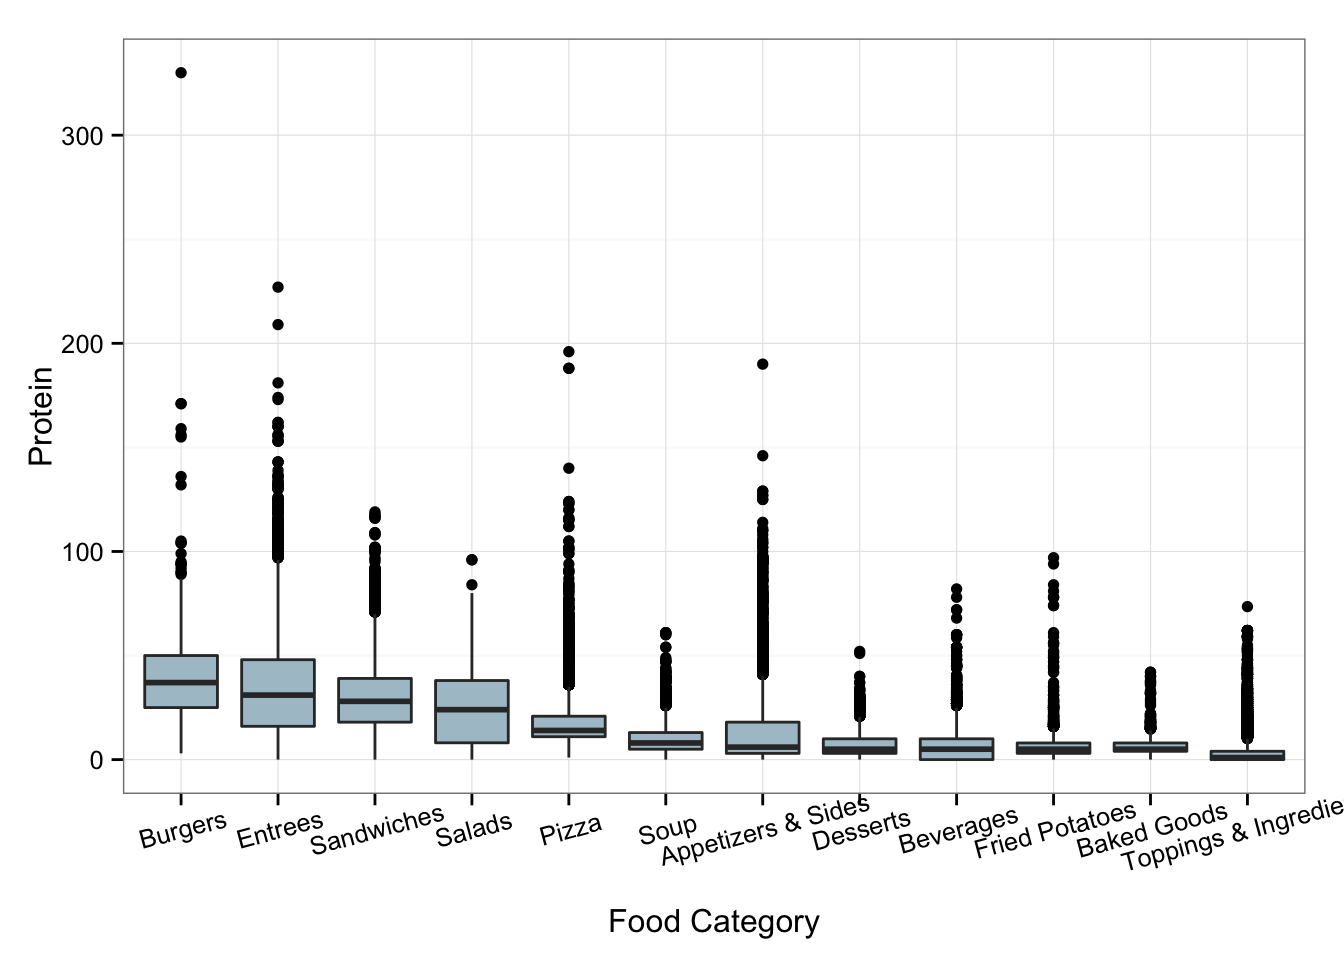 300
200
100
0
Protein
Burgers
Entrees
Sandwiches
Salads
Pizza
Soup
Appetizers & Sides
Desserts
Beverages
Fried Potatoes
Baked Goods
Toppings & Ingredie
Food Category